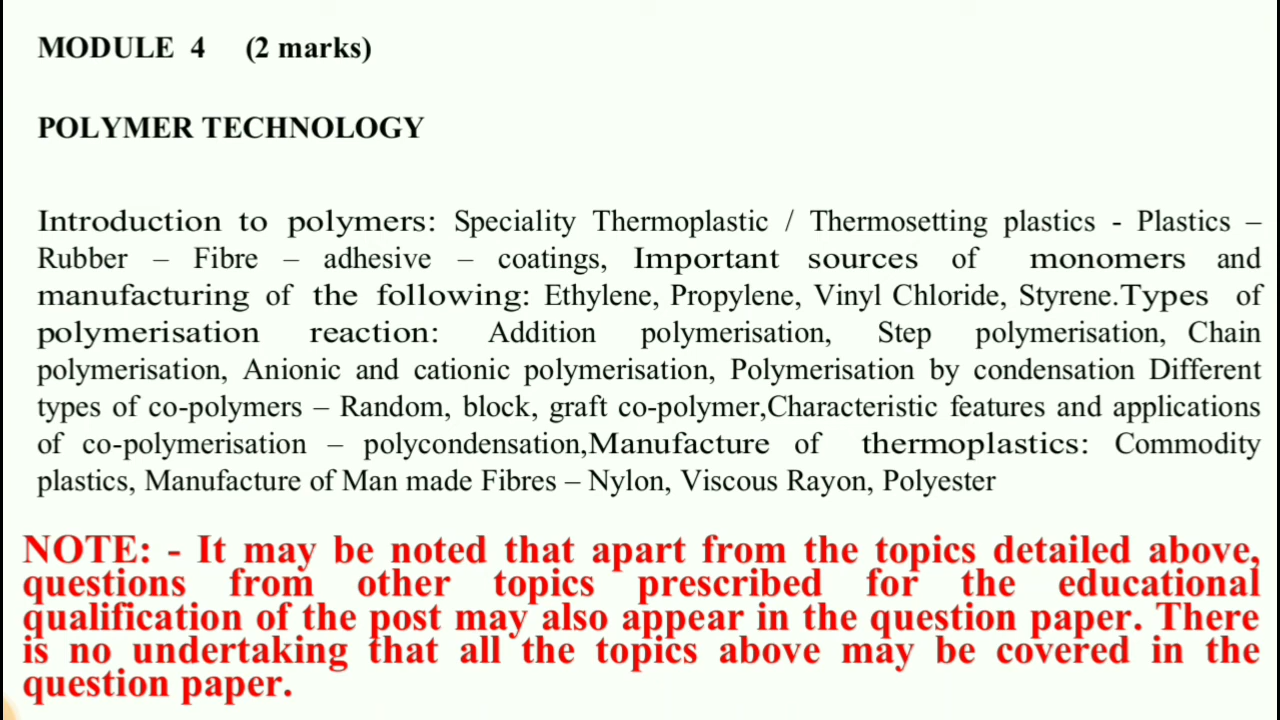 MODULE 4 (2 marks)
POLYMER TECHNOLOGY
Introduction to polymers: Speciality Thermoplastic / Thermosetting plastics - Plastics –
Rubber – Fibre – adhesive – coatings, Important sources of monomers and
manufacturing of the following: Ethylene, Propylene, Vinyl Chloride, Styrene.Types of
polymerisation reaction: Addition polymerisation, Step polymerisation, Chain
polymerisation, Anionic and cationic polymerisation, Polymerisation by condensation Different
types of co-polymers – Random, block, graft co-polymer,Characteristic features and applications
of co-polymerisation – polycondensation,Manufacture of thermoplastics: Commodity
plastics, Manufacture of Man made Fibres – Nylon, Viscous Rayon, Polyester
NOTE: - It may be noted that apart from the topics detailed above,
questions from other topics prescribed for the educational
qualification of the post may also appear in the question paper. There
is no undertaking that all the topics above may be covered in the
question paper.